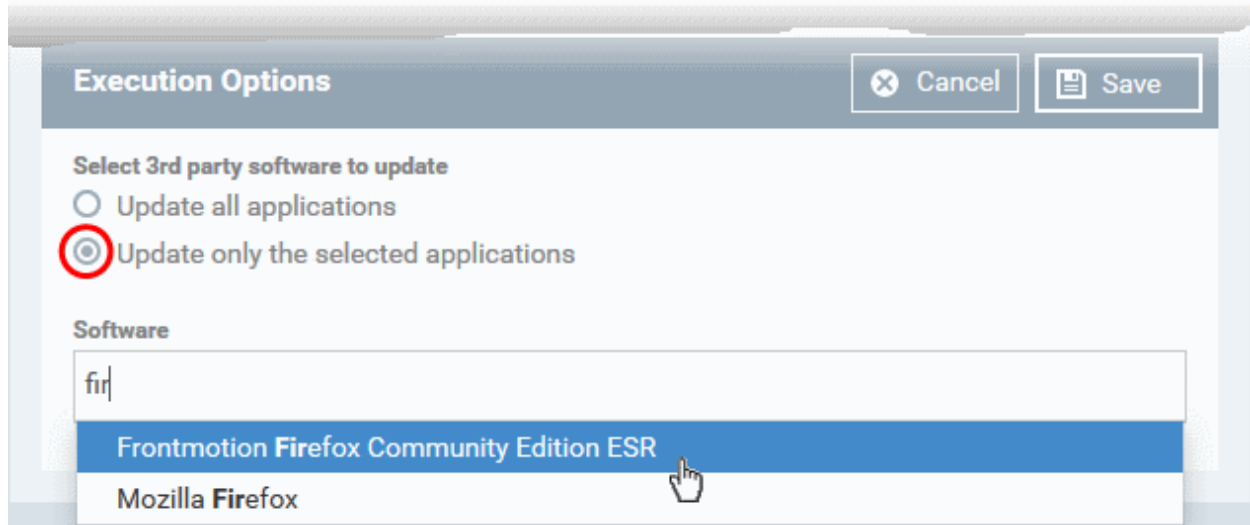 Execution Options
Cancel
Save
Select 3rd party software to update
Update all applications
Update only the selected applications
Software
fir
Frontmotion Firefox Community Edition ESR
Mozilla Firefox